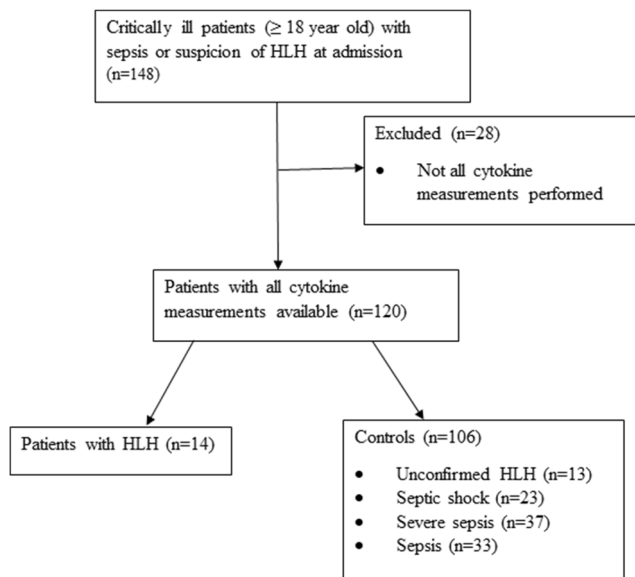 Critically ill patients (≥ 18 year old) with
sepsis or suspicion of HLH at admission
(n=148)
Excluded (n=28)
• Not all cytokine
measurements performed
Patients with all cytokine
measurements available (n=120)
Patients with HLH (n=14)
Controls (n=106)
• Unconfirmed HLH (n=13)
• Septic shock (n=23)
• Severe sepsis (n=37)
• Sepsis (n=33)